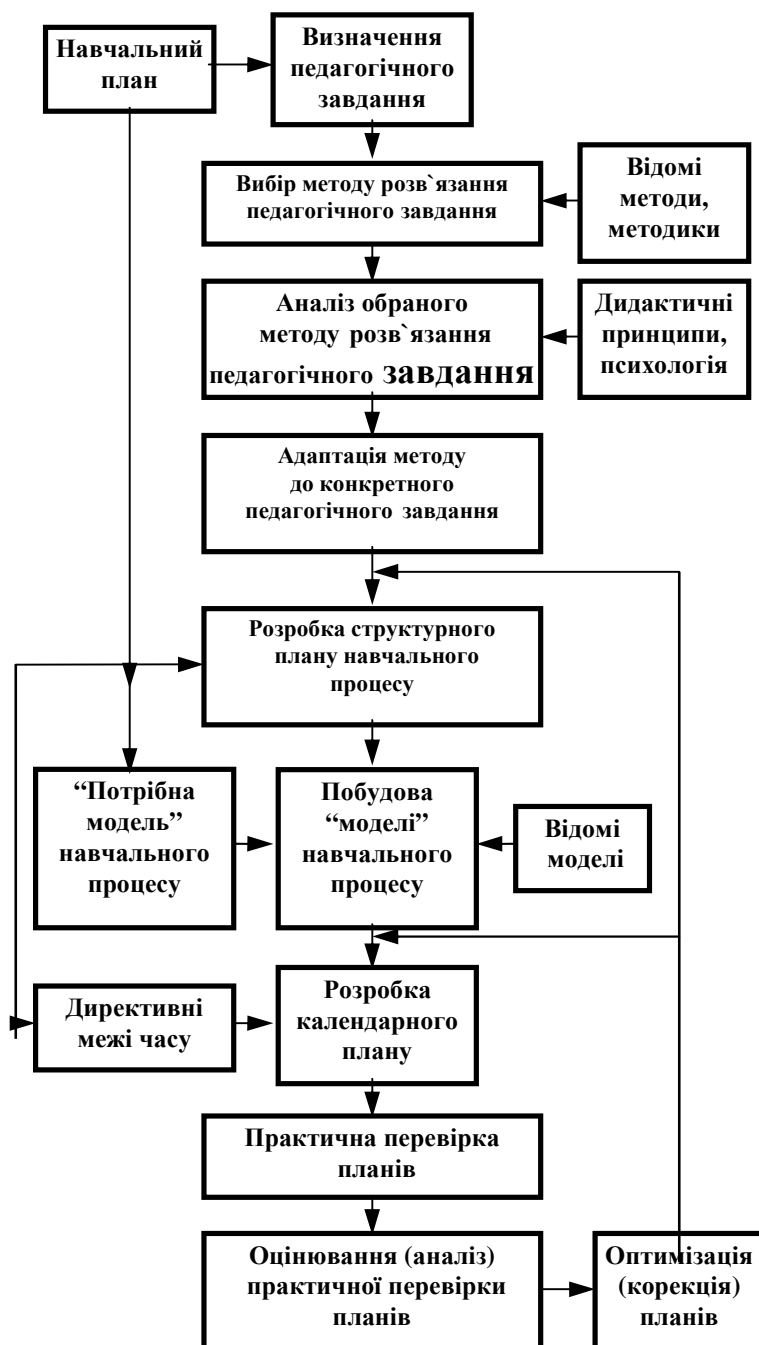 Навчальний
план
Визначення
педагогічного
завдання
Вибір методу розв`язання
педагогічного завдання
Відомі
методи,
методики
Аналіз обраного
методу розв`язання
педагогічного завдання
Дидактичні
принципи,
психологія
Адаптація методу
до конкретного
педагогічного завдання
Розробка структурного
плану навчального
процесу
“Потрібна
модель”
навчального
процесу
Побудова
“моделі”
навчального
процесу
Відомі
моделі
Директивні
межі часу
Розробка
календарного
плану
Практична перевірка
планів
Оцінювання (аналіз)
практичної перевірки
планів
Оптимізація
(корекція)
планів